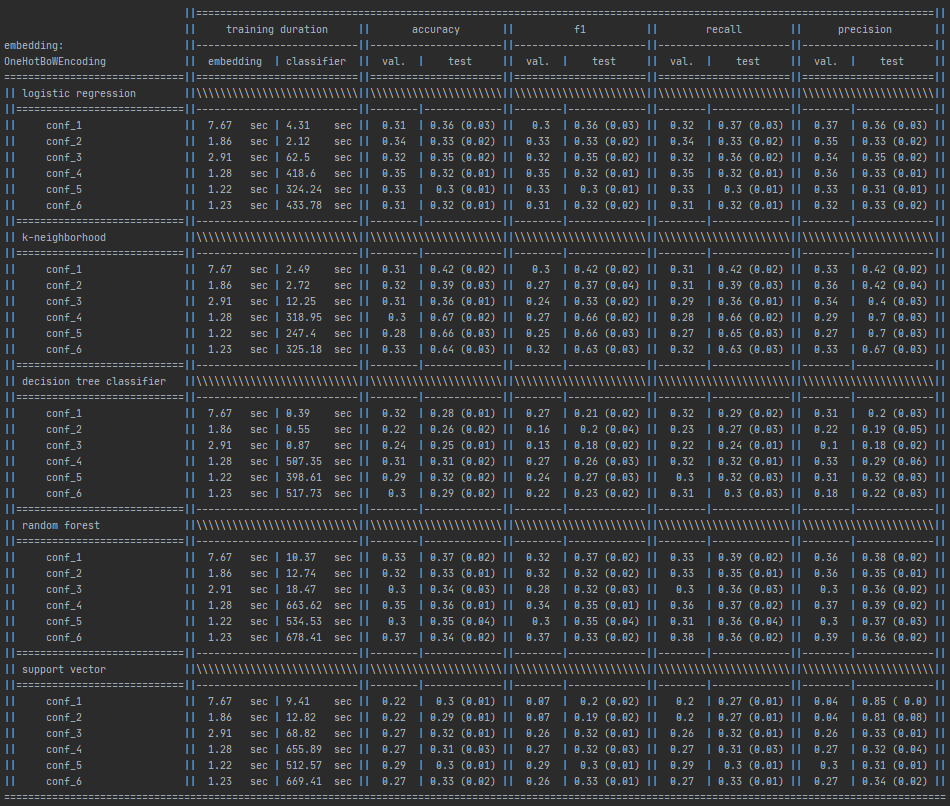 ||===========================================================================================================================||
|| training duration || accuracy || f1 || recall || precision ||
embedding: ||---------------------------||----------------------||----------------------||----------------------||----------------------||
OneHotBoWEncoding || embedding | classifier || val. | test || val. | test || val. | test || val. | test ||
===========================================================================================================================||
|| logistic regression ||\\\\\\\\\\\\\\\\\\\\\\\\\\\||\\\\\\\\\\\\\\\\\\\\\\||\\\\\\\\\\\\\\\\\\\\\\||\\\\\\\\\\\\\\\\\\\\\\||\\\\\\\\\\\\\\\\\\\\\\||
||============================||---------------------------||--------|-------------||--------|-------------||--------|-------------||--------|-------------||
|| conf_1 || 7.67 sec | 4.31 sec || 0.31 | 0.36 (0.03) || 0.3 | 0.36 (0.03) || 0.32 | 0.37 (0.03) || 0.37 | 0.36 (0.03) ||
|| conf_2 || 1.86 sec | 2.12 sec || 0.34 | 0.33 (0.02) || 0.33 | 0.33 (0.02) || 0.34 | 0.33 (0.02) || 0.35 | 0.33 (0.02) ||
|| conf_3 || 2.91 sec | 62.5 sec || 0.32 | 0.35 (0.02) || 0.32 | 0.35 (0.02) || 0.32 | 0.36 (0.02) || 0.34 | 0.35 (0.02) ||
|| conf_4 || 1.28 sec | 418.6 sec || 0.35 | 0.32 (0.01) || 0.35 | 0.32 (0.01) || 0.35 | 0.32 (0.01) || 0.36 | 0.33 (0.01) ||
|| conf_5 || 1.22 sec | 324.24 sec || 0.33 | 0.3 (0.01) || 0.33 | 0.3 (0.01) || 0.33 | 0.3 (0.01) || 0.33 | 0.31 (0.01) ||
|| conf_6 || 1.23 sec | 433.78 sec || 0.31 | 0.32 (0.01) || 0.31 | 0.32 (0.02) || 0.31 | 0.32 (0.01) || 0.32 | 0.33 (0.02) ||
||============================||---------------------------||--------|-------------||--------|-------------||--------|-------------||--------|-------------||
|| k-neighborhood ||\\\\\\\\\\\\\\\\\\\\\\\\\\\||\\\\\\\\\\\\\\\\\\\\\\||\\\\\\\\\\\\\\\\\\\\\\||\\\\\\\\\\\\\\\\\\\\\\||\\\\\\\\\\\\\\\\\\\\\\||
||============================||---------------------------||--------|-------------||--------|-------------||--------|-------------||--------|-------------||
|| conf_1 || 7.67 sec | 2.49 sec || 0.31 | 0.42 (0.02) || 0.3 | 0.42 (0.02) || 0.31 | 0.42 (0.02) || 0.33 | 0.42 (0.02) ||
|| conf_2 || 1.86 sec | 2.72 sec || 0.32 | 0.39 (0.03) || 0.27 | 0.37 (0.04) || 0.31 | 0.39 (0.03) || 0.36 | 0.42 (0.04) ||
|| conf_3 || 2.91 sec | 12.25 sec || 0.31 | 0.36 (0.01) || 0.24 | 0.33 (0.02) || 0.29 | 0.36 (0.01) || 0.34 | 0.4 (0.03) ||
|| conf_4 || 1.28 sec | 318.95 sec || 0.3 | 0.67 (0.02) || 0.27 | 0.66 (0.02) || 0.28 | 0.66 (0.02) || 0.29 | 0.7 (0.03) ||
|| conf_5 || 1.22 sec | 247.4 sec || 0.28 | 0.66 (0.03) || 0.25 | 0.66 (0.03) || 0.27 | 0.65 (0.03) || 0.27 | 0.7 (0.03) ||
|| conf_6 || 1.23 sec | 325.18 sec || 0.33 | 0.64 (0.03) || 0.32 | 0.63 (0.03) || 0.32 | 0.63 (0.03) || 0.33 | 0.67 (0.03) ||
||============================||---------------------------||--------|-------------||--------|-------------||--------|-------------||--------|-------------||
|| decision tree classifier ||\\\\\\\\\\\\\\\\\\\\\\\\\\\||\\\\\\\\\\\\\\\\\\\\\\||\\\\\\\\\\\\\\\\\\\\\\||\\\\\\\\\\\\\\\\\\\\\\||\\\\\\\\\\\\\\\\\\\\\\||
||============================||---------------------------||--------|-------------||--------|-------------||--------|-------------||--------|-------------||
|| conf_1 || 7.67 sec | 0.39 sec || 0.32 | 0.28 (0.01) || 0.27 | 0.21 (0.02) || 0.32 | 0.29 (0.02) || 0.31 | 0.2 (0.03) ||
|| conf_2 || 1.86 sec | 0.55 sec || 0.22 | 0.26 (0.02) || 0.16 | 0.2 (0.04) || 0.23 | 0.27 (0.03) || 0.22 | 0.19 (0.05) ||
|| conf_3 || 2.91 sec | 0.87 sec || 0.24 | 0.25 (0.01) || 0.13 | 0.18 (0.02) || 0.22 | 0.24 (0.01) || 0.1 | 0.18 (0.02) ||
|| conf_4 || 1.28 sec | 507.35 sec || 0.31 | 0.31 (0.02) || 0.27 | 0.26 (0.03) || 0.32 | 0.32 (0.01) || 0.33 | 0.29 (0.06) ||
|| conf_5 || 1.22 sec | 398.61 sec || 0.29 | 0.32 (0.02) || 0.24 | 0.27 (0.03) || 0.3 | 0.32 (0.03) || 0.31 | 0.32 (0.03) ||
|| conf_6 || 1.23 sec | 517.73 sec || 0.3 | 0.29 (0.02) || 0.22 | 0.23 (0.02) || 0.31 | 0.3 (0.03) || 0.18 | 0.22 (0.03) ||
||============================||---------------------------||--------|-------------||--------|-------------||--------|-------------||--------|-------------||
|| random forest ||\\\\\\\\\\\\\\\\\\\\\\\\\\\||\\\\\\\\\\\\\\\\\\\\\\||\\\\\\\\\\\\\\\\\\\\\\||\\\\\\\\\\\\\\\\\\\\\\||\\\\\\\\\\\\\\\\\\\\\\||
||============================||---------------------------||--------|-------------||--------|-------------||--------|-------------||--------|-------------||
|| conf_1 || 7.67 sec | 10.37 sec || 0.33 | 0.37 (0.02) || 0.32 | 0.37 (0.02) || 0.33 | 0.39 (0.02) || 0.36 | 0.38 (0.02) ||
|| conf_2 || 1.86 sec | 12.74 sec || 0.32 | 0.33 (0.01) || 0.32 | 0.32 (0.02) || 0.33 | 0.35 (0.01) || 0.36 | 0.35 (0.01) ||
|| conf_3 || 2.91 sec | 18.47 sec || 0.3 | 0.34 (0.03) || 0.28 | 0.32 (0.03) || 0.3 | 0.36 (0.03) || 0.3 | 0.36 (0.02) ||
|| conf_4 || 1.28 sec | 663.62 sec || 0.35 | 0.36 (0.01) || 0.34 | 0.35 (0.01) || 0.36 | 0.37 (0.02) || 0.37 | 0.39 (0.02) ||
|| conf_5 || 1.22 sec | 534.53 sec || 0.3 | 0.35 (0.04) || 0.3 | 0.35 (0.04) || 0.31 | 0.36 (0.04) || 0.3 | 0.37 (0.03) ||
|| conf_6 || 1.23 sec | 678.41 sec || 0.37 | 0.34 (0.02) || 0.37 | 0.33 (0.02) || 0.38 | 0.36 (0.02) || 0.39 | 0.36 (0.02) ||
||============================||---------------------------||--------|-------------||--------|-------------||--------|-------------||--------|-------------||
|| support vector ||\\\\\\\\\\\\\\\\\\\\\\\\\\\||\\\\\\\\\\\\\\\\\\\\\\||\\\\\\\\\\\\\\\\\\\\\\||\\\\\\\\\\\\\\\\\\\\\\||\\\\\\\\\\\\\\\\\\\\\\||
||============================||---------------------------||--------|-------------||--------|-------------||--------|-------------||--------|-------------||
|| conf_1 || 7.67 sec | 9.41 sec || 0.22 | 0.3 (0.01) || 0.07 | 0.2 (0.02) || 0.2 | 0.27 (0.01) || 0.04 | 0.85 ( 0.0) ||
|| conf_2 || 1.86 sec | 12.82 sec || 0.22 | 0.29 (0.01) || 0.07 | 0.19 (0.02) || 0.2 | 0.27 (0.01) || 0.04 | 0.81 (0.08) ||
|| conf_3 || 2.91 sec | 68.82 sec || 0.27 | 0.32 (0.01) || 0.26 | 0.32 (0.01) || 0.26 | 0.32 (0.01) || 0.26 | 0.33 (0.01) ||
|| conf_4 || 1.28 sec | 655.89 sec || 0.27 | 0.31 (0.03) || 0.27 | 0.32 (0.03) || 0.27 | 0.31 (0.03) || 0.27 | 0.32 (0.04) ||
|| conf_5 || 1.22 sec | 512.57 sec || 0.29 | 0.3 (0.01) || 0.29 | 0.3 (0.01) || 0.29 | 0.3 (0.01) || 0.3 | 0.31 (0.01) ||
|| conf_6 || 1.23 sec | 669.41 sec || 0.27 | 0.33 (0.02) || 0.26 | 0.33 (0.01) || 0.27 | 0.33 (0.01) || 0.27 | 0.34 (0.02) ||
===========================================================================================================================